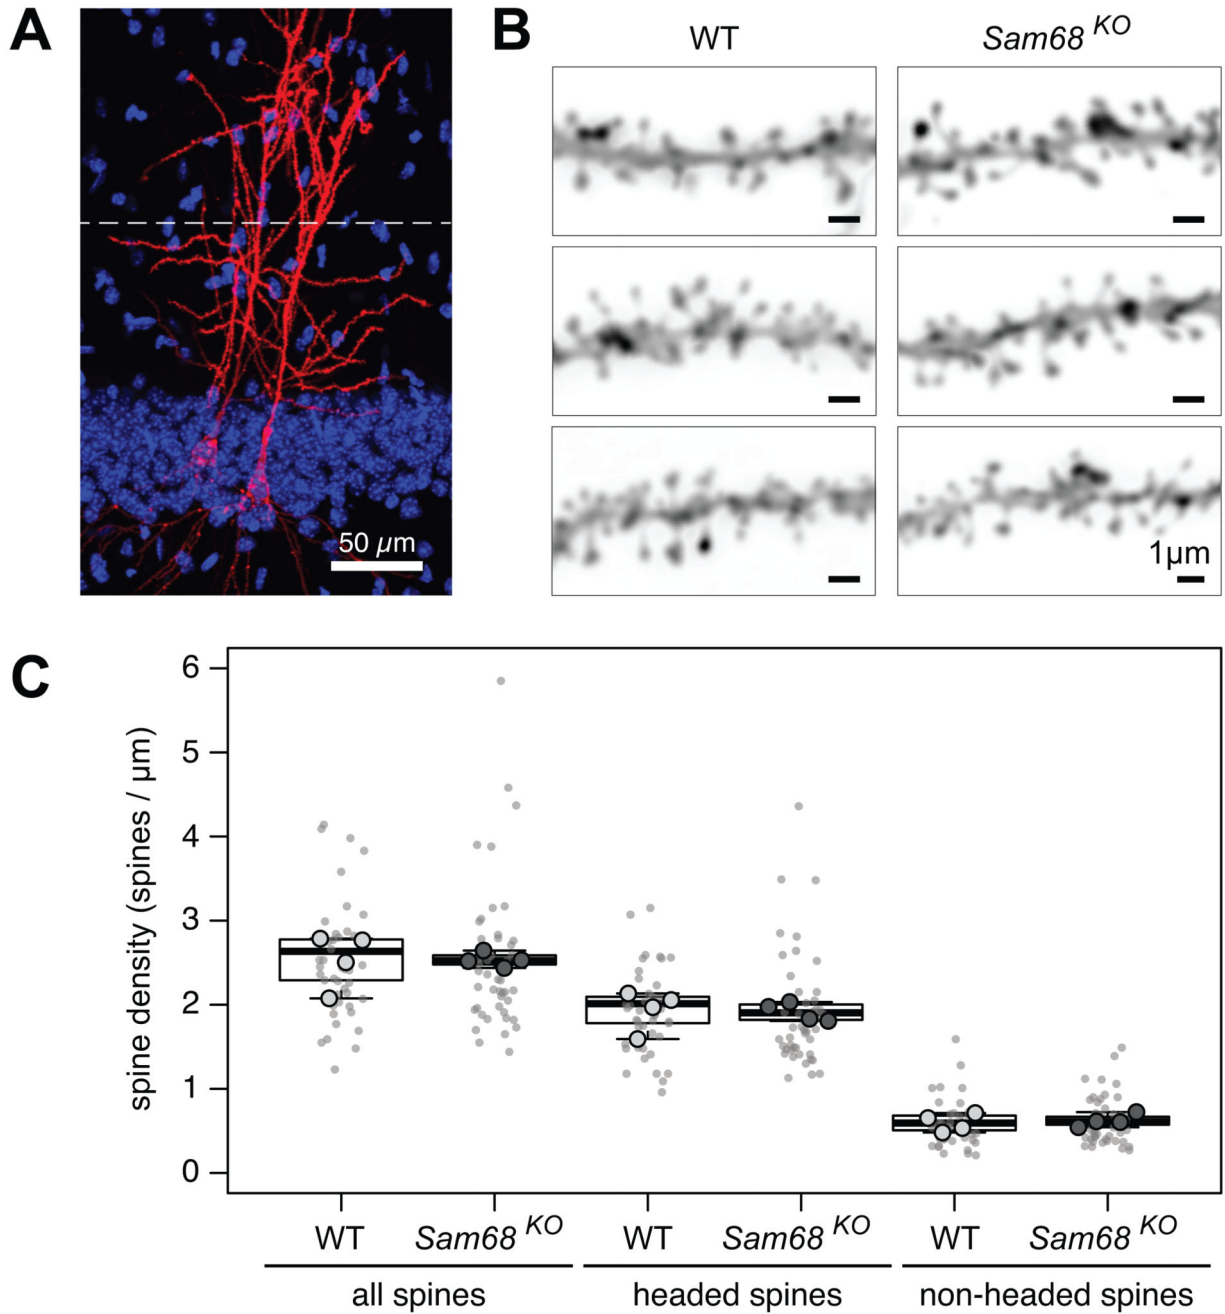 A
50 µm
B
WT
Sam68 KO
1µm
C
spine density (spines / µm)
6
5
4
3
2
1
0
WT
Sam68 KO
WT
Sam68 KO
WT
Sam68 KO
all spines
headed spines
non-headed spines